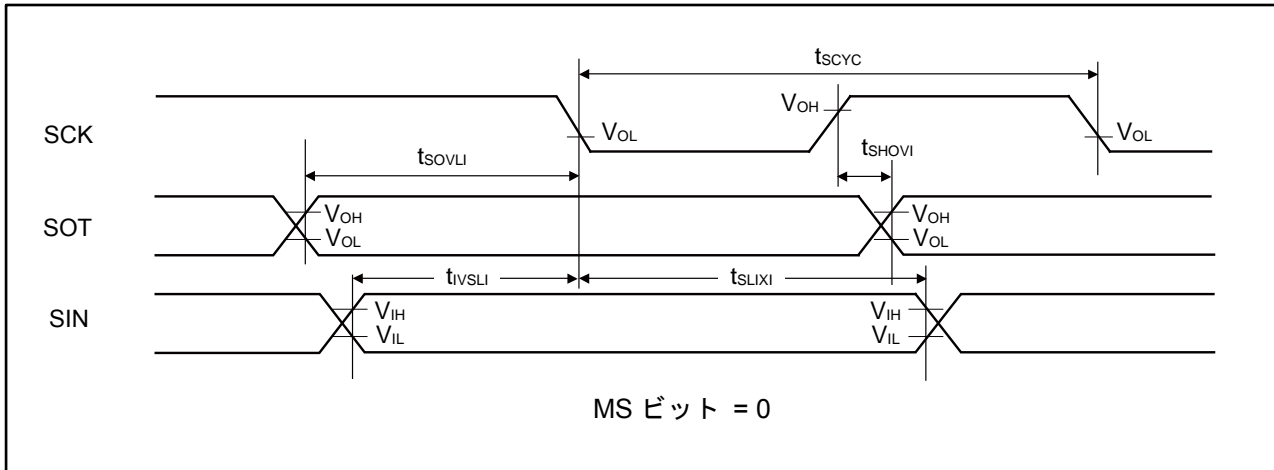 tSCYC
VOH
SCK
VOL
VOL
tSOVLI
tSHOVI
VOH
VOH
SOT
VOL
VOL
tIVSLI
tSLIXI
VIH
VIH
SIN
VIL
VIL
MS ビット = 0